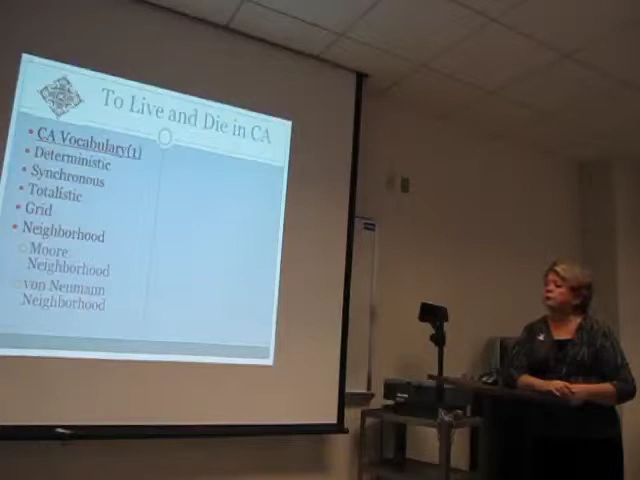 To Live and Die in CA
CA Vocabulary(1)
Deterministic
Synchronous
Totalistic
Grid
Neighborhood
Moore
Neighborhood
von Neumann
Neighborhood